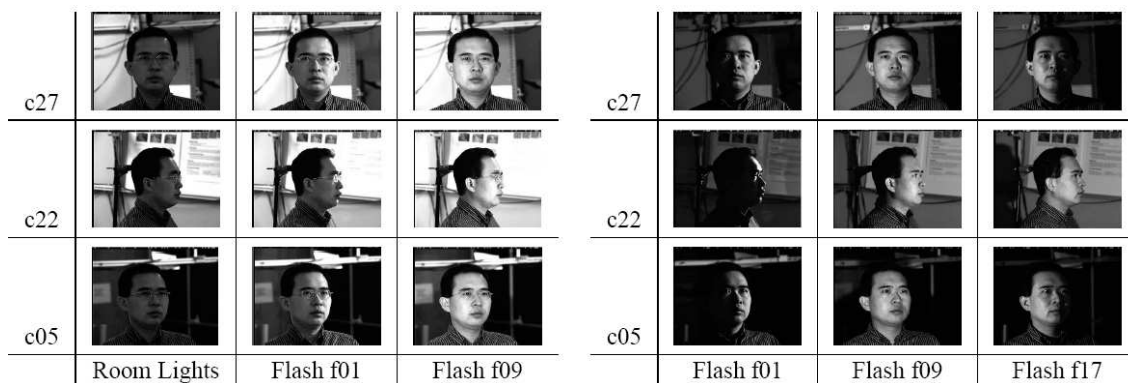 c27 c27
c22 c22
c05 c05
Room Lights Flash f01 Flash f09 Flash f01 Flash f09 Flash f17